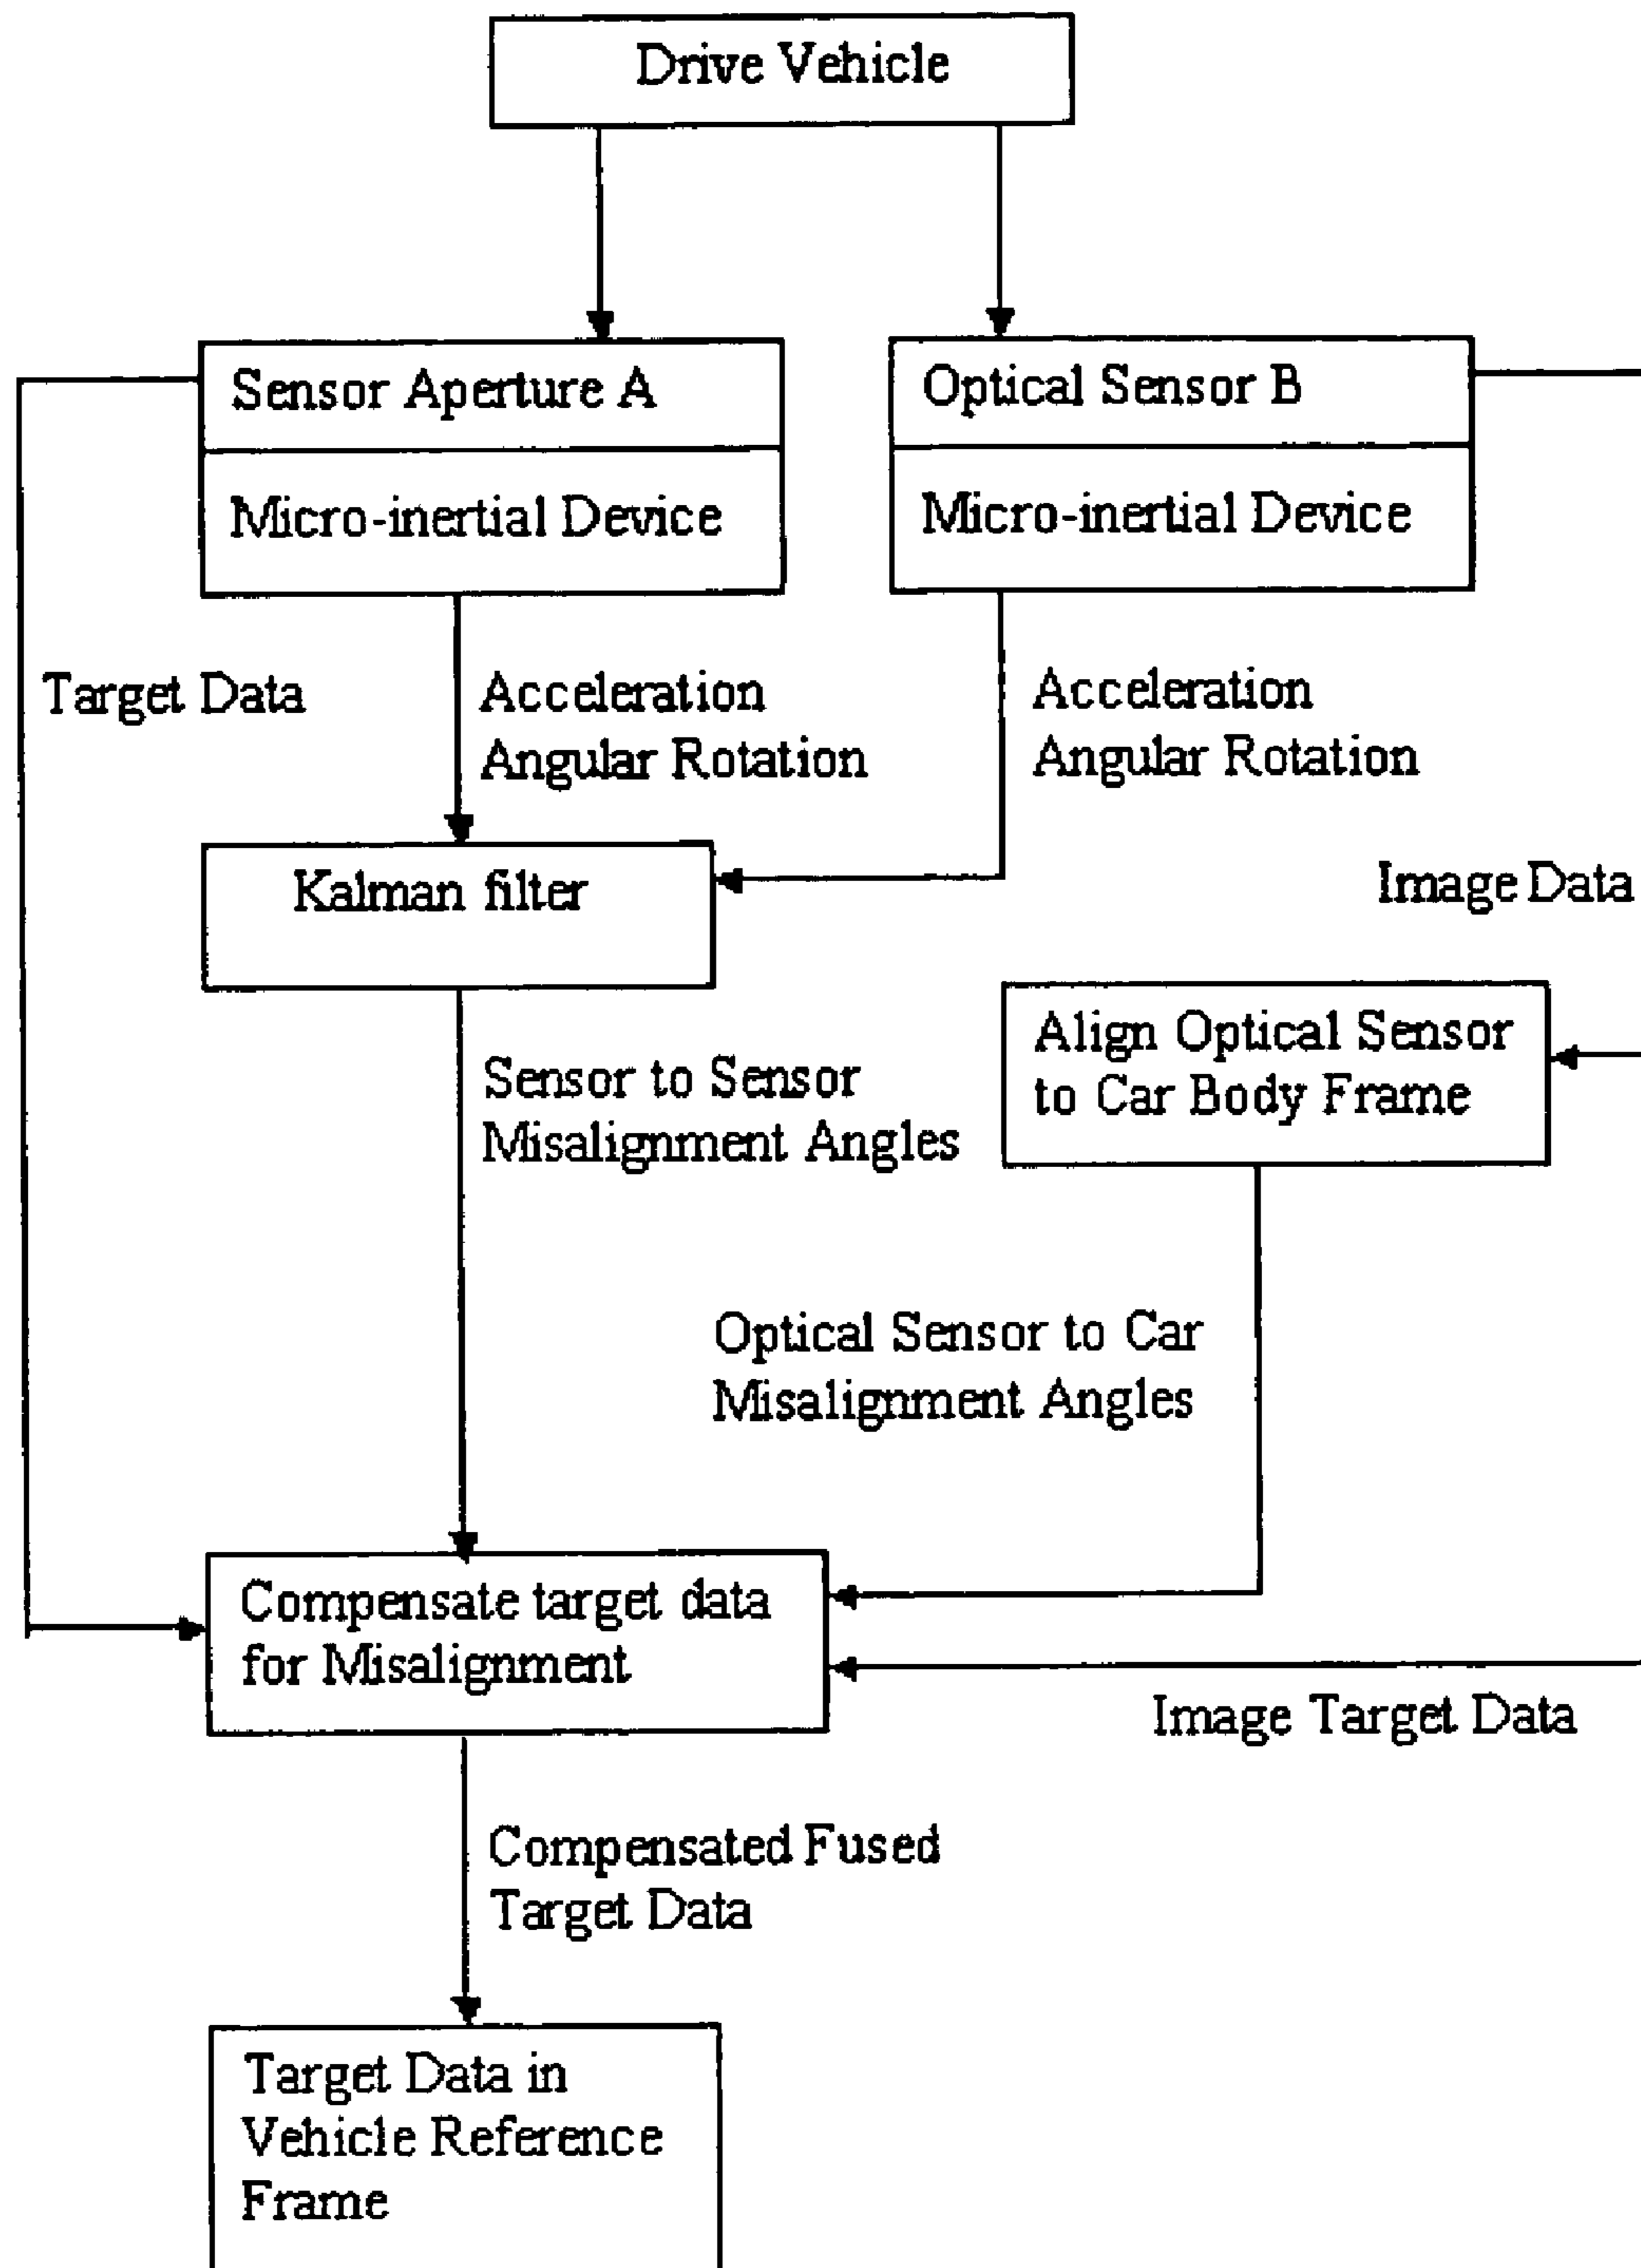 Drive Vehicle
Sensor Aperture A
Micro-inertial Device
Optical Sensor B
Micro-inertial Device
Target Data
Acceleration
Angular Rotation
Acceleration
Angular Rotation
Kalman filter
Image Data
Align Optical Sensor
to Car Body Frame
Sensor to Sensor
Misalignment Angles
Optical Sensor to Car
Misalignment Angles
Compensate target data
for Misalignment
Image Target Data
Compensated Fused
Target Data
Target Data in
Vehicle Reference
Frame